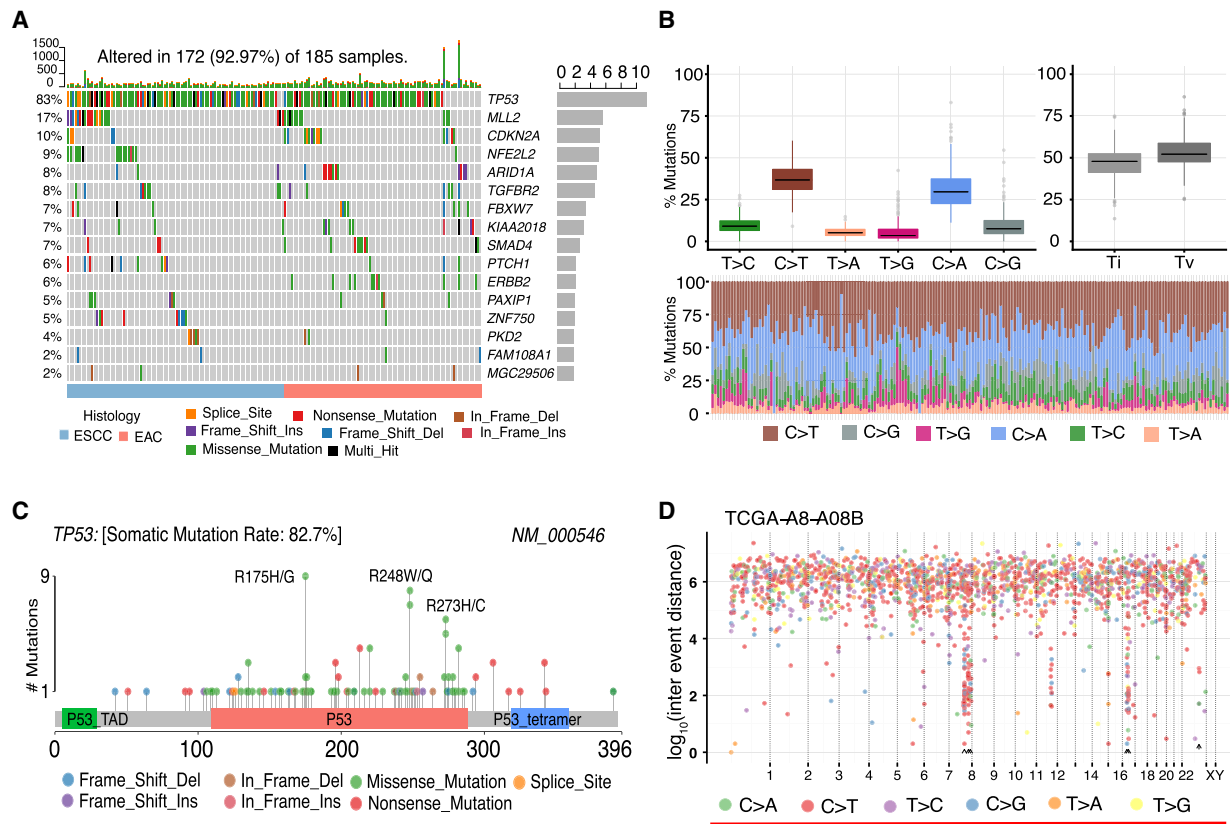 A
1500
1000
500
0
Altered in 172 (92.97%) of 185 samples.
0 2 4 6 8 10
83% TP53
17% MLL2
10% CDKN2A
9% NFE2L2
8% ARID1A
8% TGFBR2
7% FBXW7
7% KIAA2018
7% SMAD4
6% PTCH1
6% ERBB2
5% PAXIP1
5% ZNF750
4% PKD2
2% FAM108A1
2% MGC29506
Histology
ESCC EAC
Splice_Site Nonsense_Mutation In_Frame_Del
Frame_Shift_Ins Frame_Shift_Del In_Frame_Ins
Missense_Mutation Multi_Hit
B
% Mutations
100
75
50
25
0
T>C C>T T>A T>G C>A C>G
100
75
50
25
0
Ti Tv
% Mutations
100
75
50
25
0
C>T C>G T>G C>A T>C T>A
C
TP53: [Somatic Mutation Rate: 82.7%] NM_000546
# Mutations
9
1
R175H/G R248W/Q
R273H/C
P53_TAD P53 P53_tetramer
0 100 200 300 396
Frame_Shift_Del In_Frame_Del Missense_Mutation Splice_Site
Frame_Shift_Ins In_Frame_Ins Nonsense_Mutation
D
TCGA-A8-A08B
log10(inter event distance)
6
4
2
0
1 2 3 4 5 6 7 8 9 10 11 12 14 16 18 20 22 XY
C>A C>T T>C C>G T>A T>G